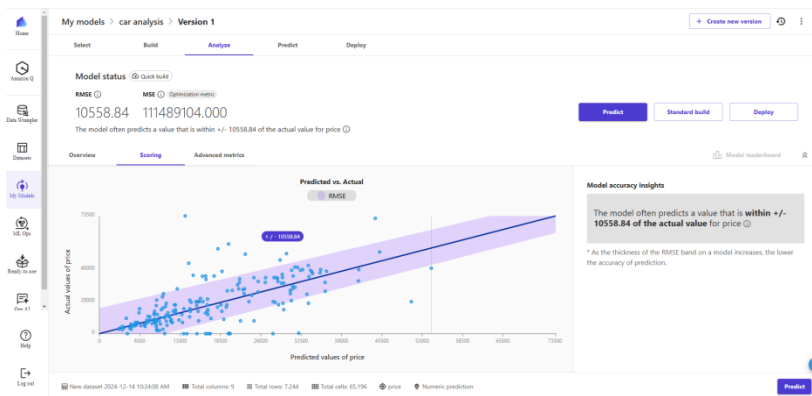 My models > car analysis > Version 1
+ Create new version
Home
Select Build Analyze Predict Deploy
Amazon Q
Model status Quick build
RMSE MSE Optimization metric
10558.84 111489104.000
The model often predicts a value that is within +/- 10558.84 of the actual value for price
Predict Standard build Deploy
Data Wrangler
Datasets
My Models
ML Ops
Ready-to-use
Gen AI
Help
Log out
Overview Scoring Advanced metrics
Model leaderboard
Predicted vs. Actual
RMSE
+ / - 10558.84
Actual values of price
73500
40000
20000
0
0 6500 13000 19500 26000 32500 39000 45500 52000 58500 65000 73500
Predicted values of price
Model accuracy insights
The model often predicts a value that is within +/-
10558.84 of the actual value for price
* As the thickness of the RMSE band on a model increases, the lower
the accuracy of prediction.
New dataset 2024-12-14 10:24:08 AM Total columns: 9 Total rows: 7,244 Total cells: 65,196 price Numeric prediction
Predict